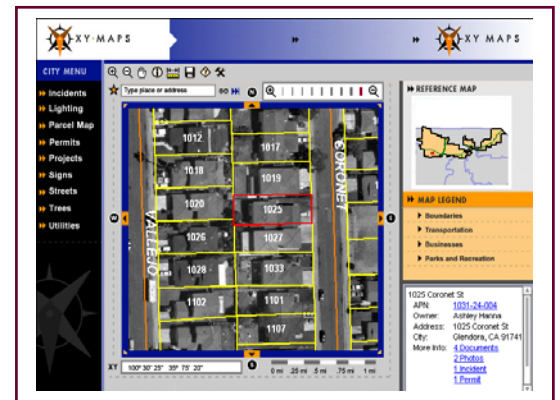 XY MAPS
XY MAPS
CITY MENU
Incidents
Lighting
Parcel Map
Permits
Projects
Signs
Streets
Trees
Utilities
Type place or address
GO
N
REFERENCE MAP
1012
1017
1018
1019
1020
1025
1026
1027
1028
1033
1102
1101
1107
VALLEJO
CORONET
W
E
S
MAP LEGEND
Boundaries
Transportation
Businesses
Parks and Recreation
1025 Coronet St
APN: 1031-24-004
Owner: Ashley Hanna
Address: 1025 Coronet St
City: Glendora, CA 91741
More Info: 4 Documents
2 Photos
1 Incident
1 Permit
XY 100° 30' 25" 35° 75' 23"
0 mi .25 mi .5 mi .75 mi 1 mi